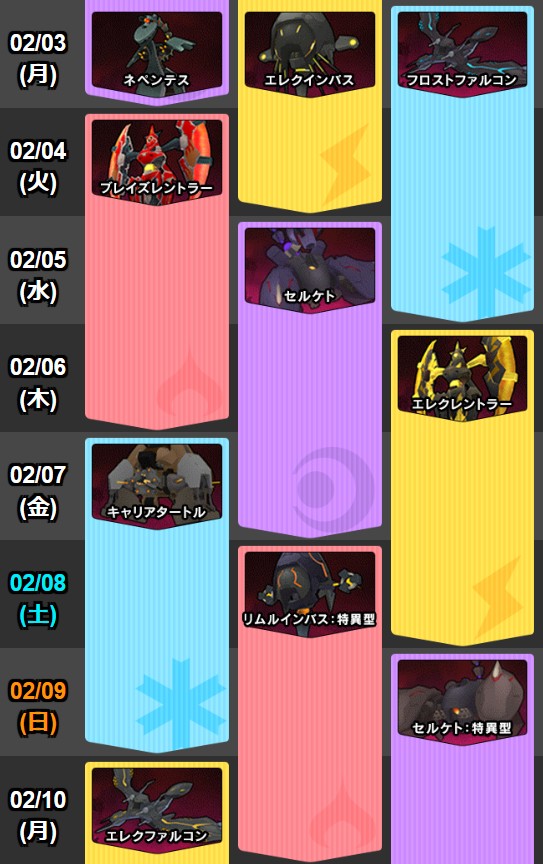 02/03
(月)
ネペンテス
エレクインバス
フロストファルコン
02/04
(火)
ブレイズレントラー
02/05
(水)
セルケト
02/06
(木)
エレクレントラー
02/07
(金)
キャリアタートル
02/08
(土)
リムルインバス:特異型
02/09
(日)
セルケト:特異型
02/10
(月)
エレクファルコン